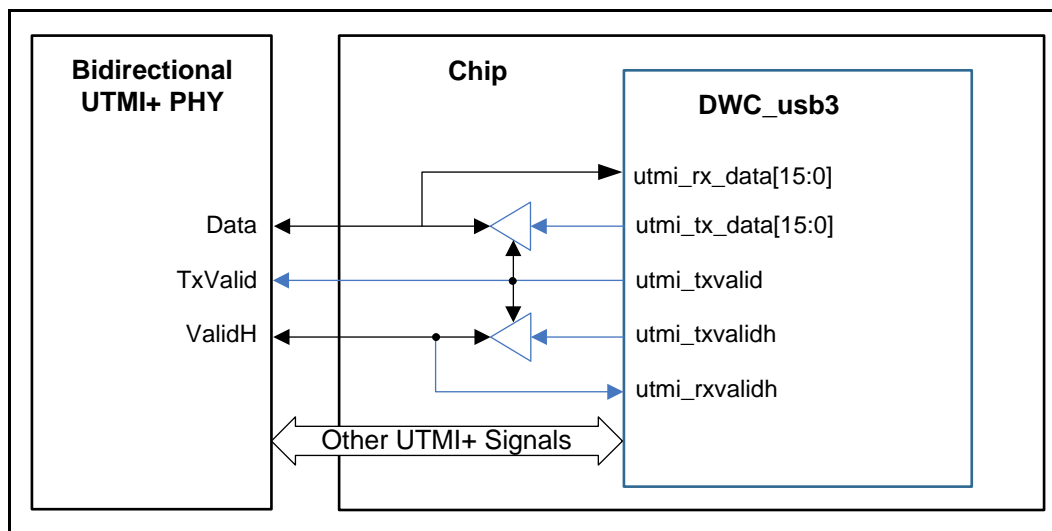 Bidirectional
UTMI+ PHY
Chip
DWC_usb3
utmi_rx_data[15:0]
Data
utmi_tx_data[15:0]
TxValid
utmi_txvalid
ValidH
utmi_txvalidh
utmi_rxvalidh
Other UTMI+ Signals